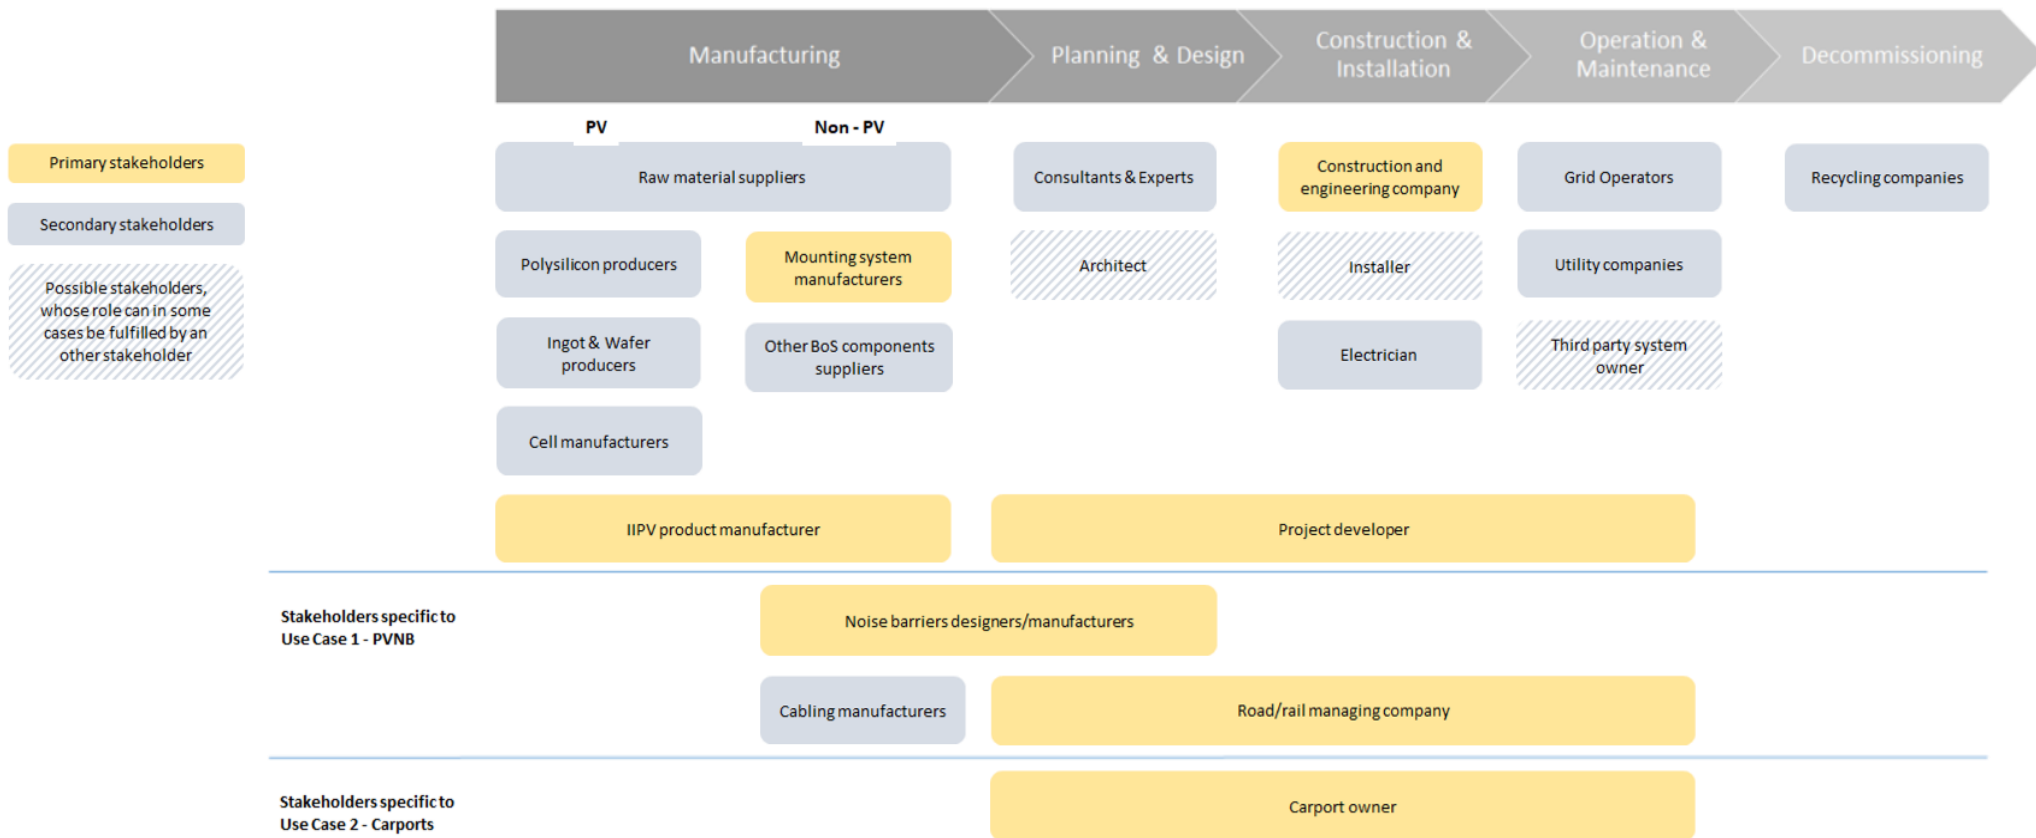 Manufacturing
Planning & Design
Construction &
Installation
Operation &
Maintenance
Decommissioning
PV
Non - PV
Primary stakeholders
Secondary stakeholders
Possible stakeholders,
whose role can in some
cases be fulfilled by an
other stakeholder
Raw material suppliers
Consultants & Experts
Construction and
engineering company
Grid Operators
Recycling companies
Polysilicon producers
Mounting system
manufacturers
Architect
Installer
Utility companies
Ingot & Wafer
producers
Other BoS components
suppliers
Electrician
Third party system
owner
Cell manufacturers
IIPV product manufacturer
Project developer
Stakeholders specific to
Use Case 1 - PVNB
Noise barriers designers/manufacturers
Cabling manufacturers
Road/rail managing company
Stakeholders specific to
Use Case 2 - Carports
Carport owner